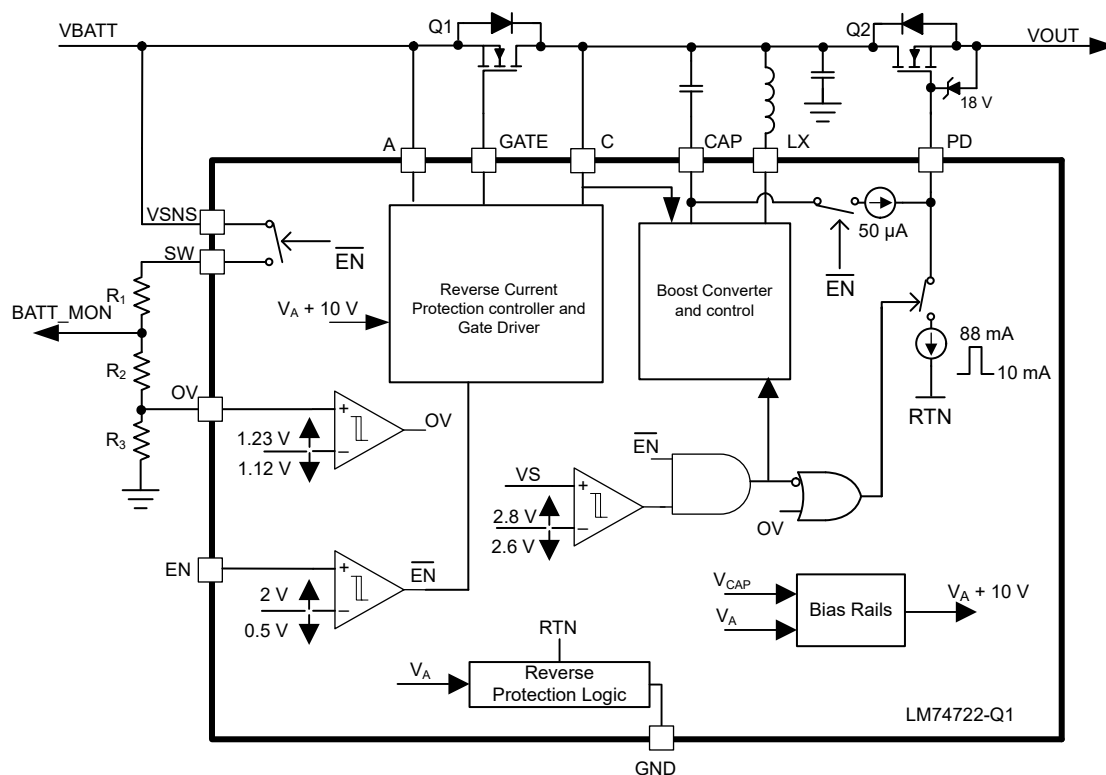 Q1
Q2
VBATT
VOUT
18 V
A
GATE
C
CAP
LX
PD
VSNS
SW
EN
50 µA
EN
R1
BATT_MON
R2
OV
R3
VA + 10 V
Reverse Current
Protection controller and
Gate Driver
Boost Converter
and control
88 mA
10 mA
RTN
+
1.23 V
1.12 V
−
OV
EN
VS
+
2.8 V
2.6 V
−
OV
EN
+
2 V
0.5 V
−
EN
VCAP
VA
Bias Rails
VA + 10 V
RTN
VA
Reverse
Protection Logic
LM74722-Q1
GND